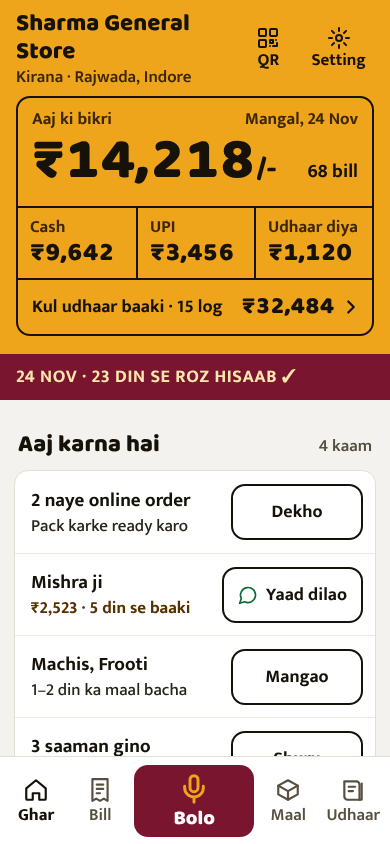 Sharma General
Store
Kirana · Rajwada, Indore
QR
Setting
Aaj ki bikri
Mangal, 24 Nov
₹14,218/-
68 bill
Cash
UPI
Udhaar diya
₹9,642
₹3,456
₹1,120
Kul udhaar baaki · 15 log
₹32,484
24 NOV · 23 DIN SE ROZ HISAAB ✓
Aaj karna hai
4 kaam
2 naye online order
Pack karke ready karo
Dekho
Mishra ji
₹2,523 · 5 din se baaki
Yaad dilao
Machis, Frooti
1–2 din ka maal bacha
Mangao
3 saaman gino
Ghar
Bill
Bolo
Maal
Udhaar